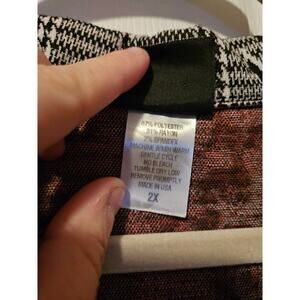 67% POLYESTER
31% RAYON
2% SPANDEX
MACHINE WASH WARM
GENTLE CYCLE
NO BLEACH
TUMBLE DRY LOW
REMOVE PROMPTLY
MADE IN USA
2X